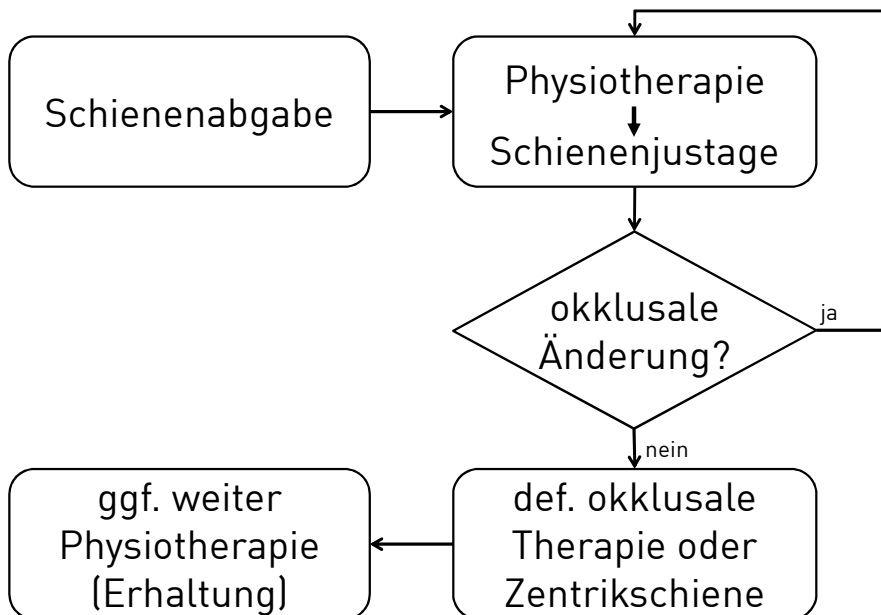 Schienenabgabe
Physiotherapie
Schienenjustage
okklusale
Änderung?
ja
nein
def. okklusale
Therapie oder
Zentrikschiene
ggf. weiter
Physiotherapie
(Erhaltung)